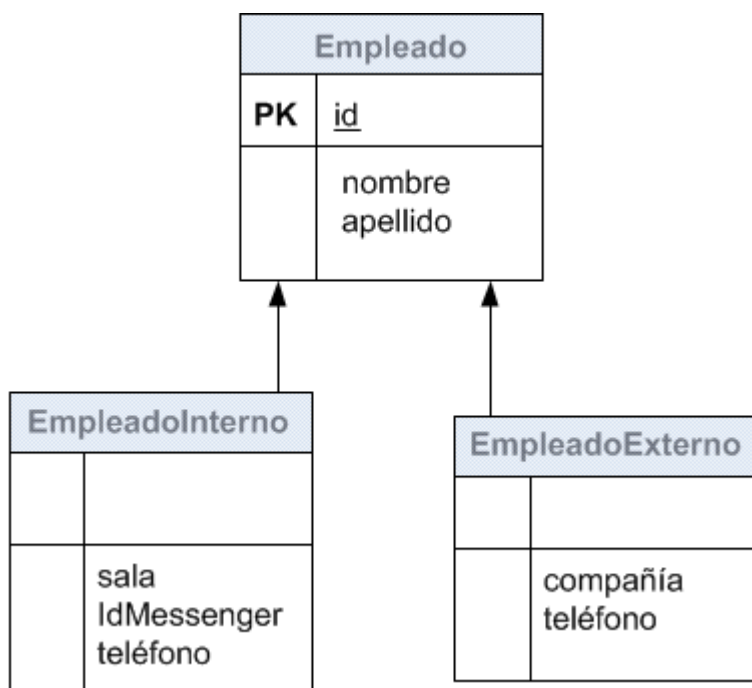 Empleado
PK id
nombre
apellido
EmpleadoInterno
sala
IdMessenger
teléfono
EmpleadoExterno
compañía
teléfono